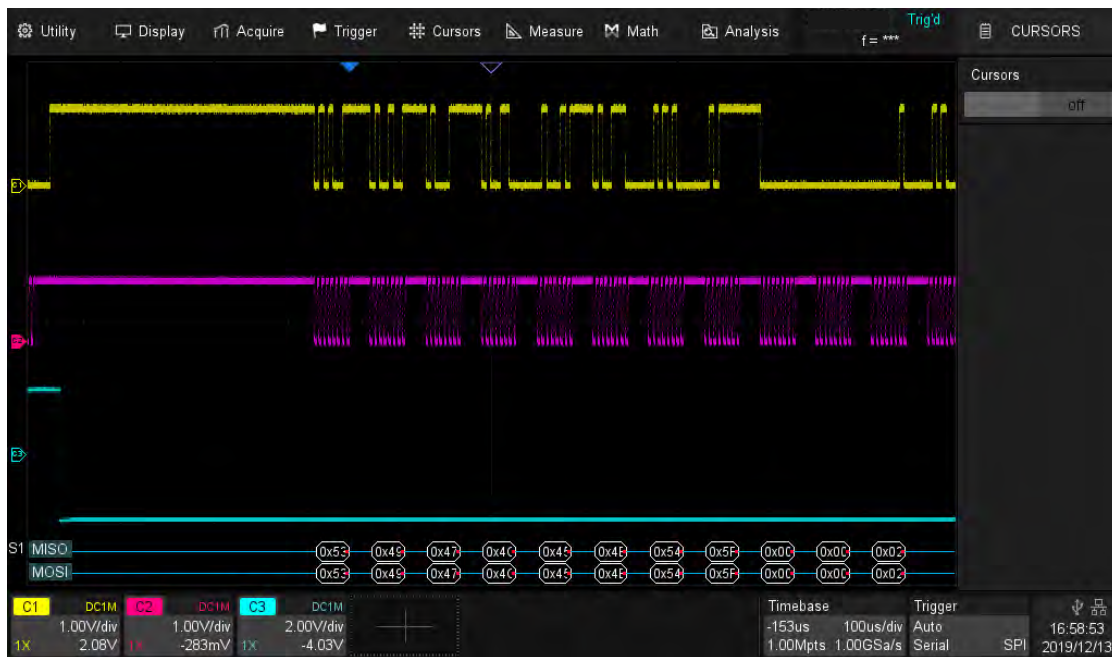 Utility Display Acquire Trigger Cursors Measure Math Analysis Trig'd f = *** CURSORS
Cursors
off
C1
C3
S1 MISO 0x53 0x49 0x47 0x4C 0x45 0x4E 0x54 0x5F 0x00 0x00 0x02
MOSI 0x53 0x49 0x47 0x4C 0x45 0x4E 0x54 0x5F 0x00 0x00 0x02
C1 DC1M C2 DC1M C3 DC1M Timebase Trigger
1.00V/div 1.00V/div 2.00V/div -153us 100us/div Auto 16:58:53
1X 2.08V 1X -283mV 1X -4.03V 1.00Mpts 1.00GSa/s Serial SPI 2019/12/13